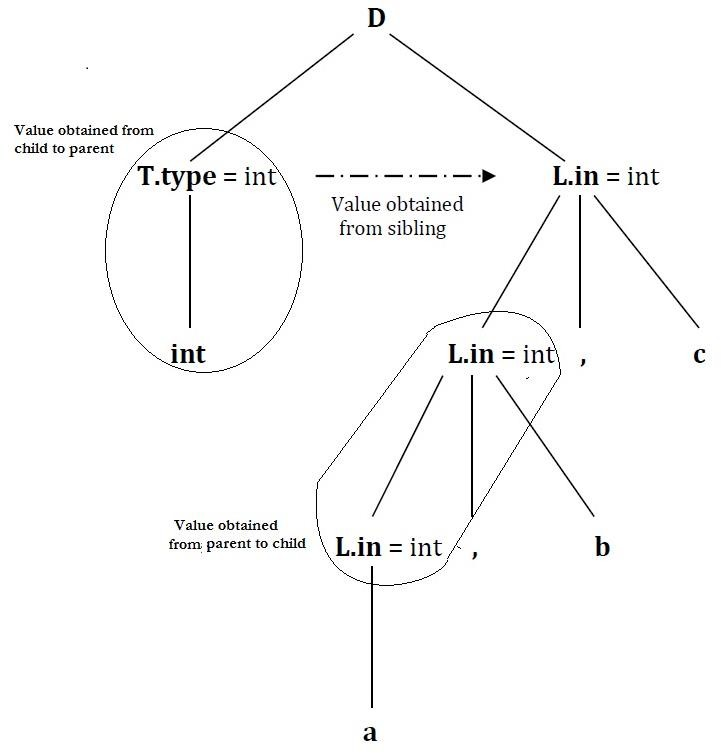 D
Value obtained from
child to parent
T.type = int
Value obtained
from sibling
L.in = int
int
L.in = int
,
c
Value obtained
from parent to child
L.in = int
,
b
a